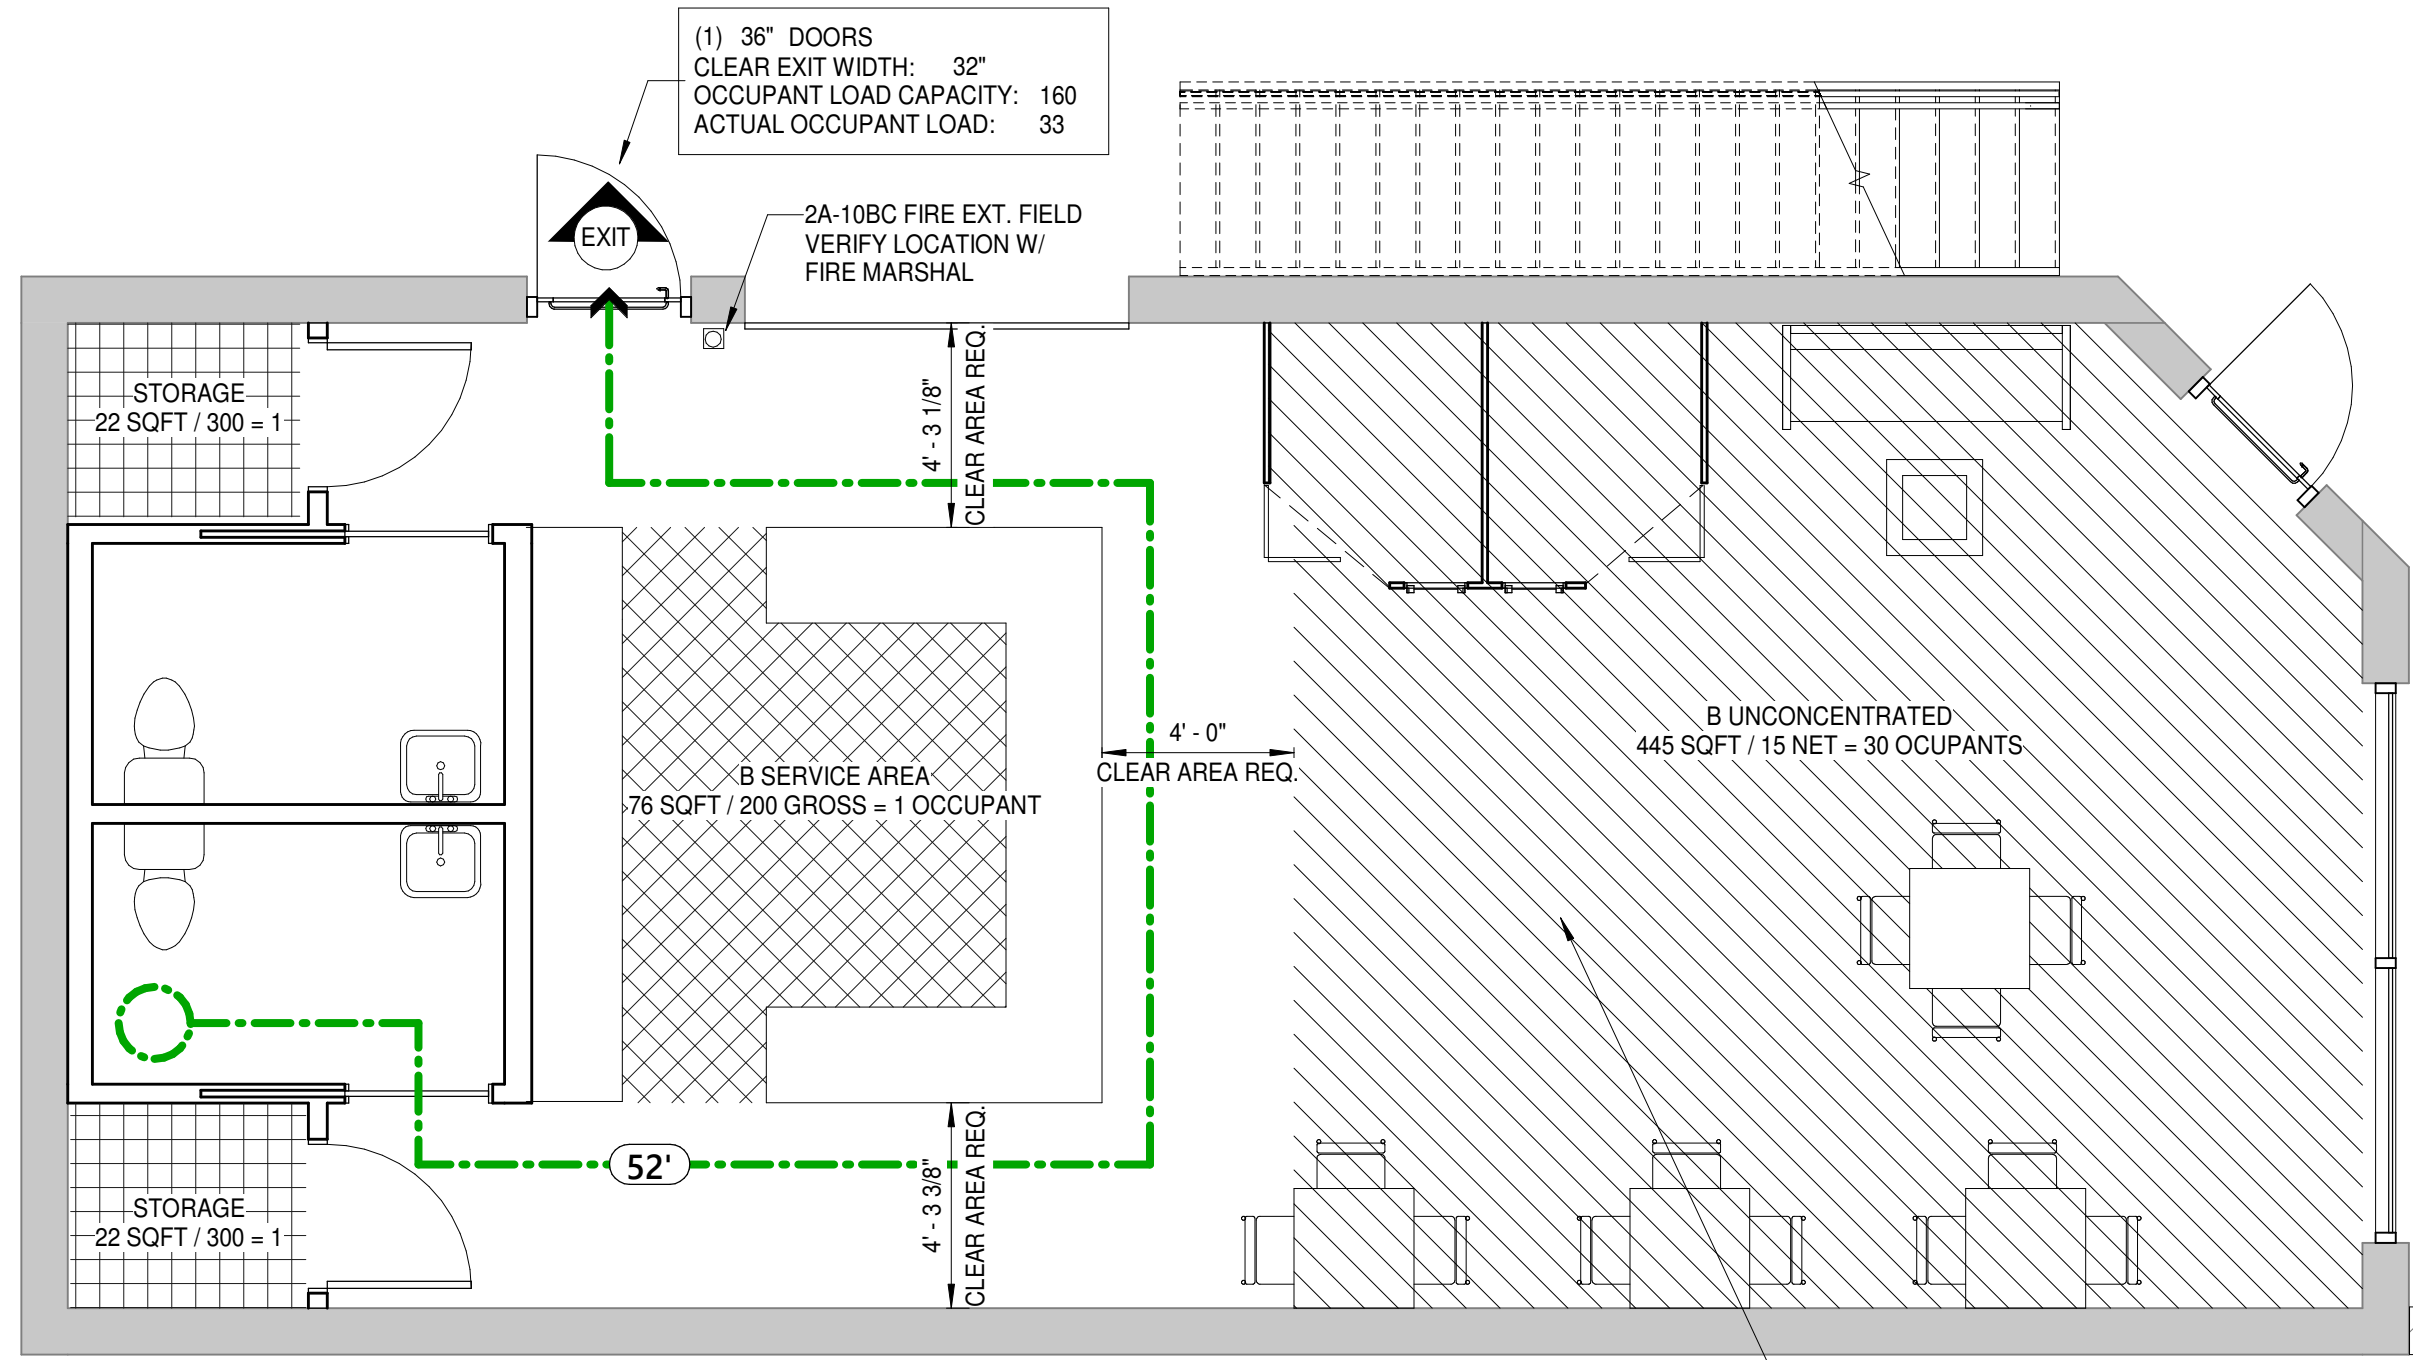 (1) 36" DOORS
CLEAR EXIT WIDTH: 32"
OCCUPANT LOAD CAPACITY: 160
ACTUAL OCCUPANT LOAD: 33
EXIT
2A-10BC FIRE EXT. FIELD
VERIFY LOCATION W/
FIRE MARSHAL
STORAGE
22 SQFT / 300 = 1
4' - 3 1/8"
CLEAR AREA REQ.
B UNCONCENTRATED
445 SQFT / 15 NET = 30 OCUPANTS
4' - 0"
CLEAR AREA REQ.
B SERVICE AREA
76 SQFT / 200 GROSS = 1 OCCUPANT
52'
4' - 3 3/8"
CLEAR AREA REQ.
STORAGE
22 SQFT / 300 = 1